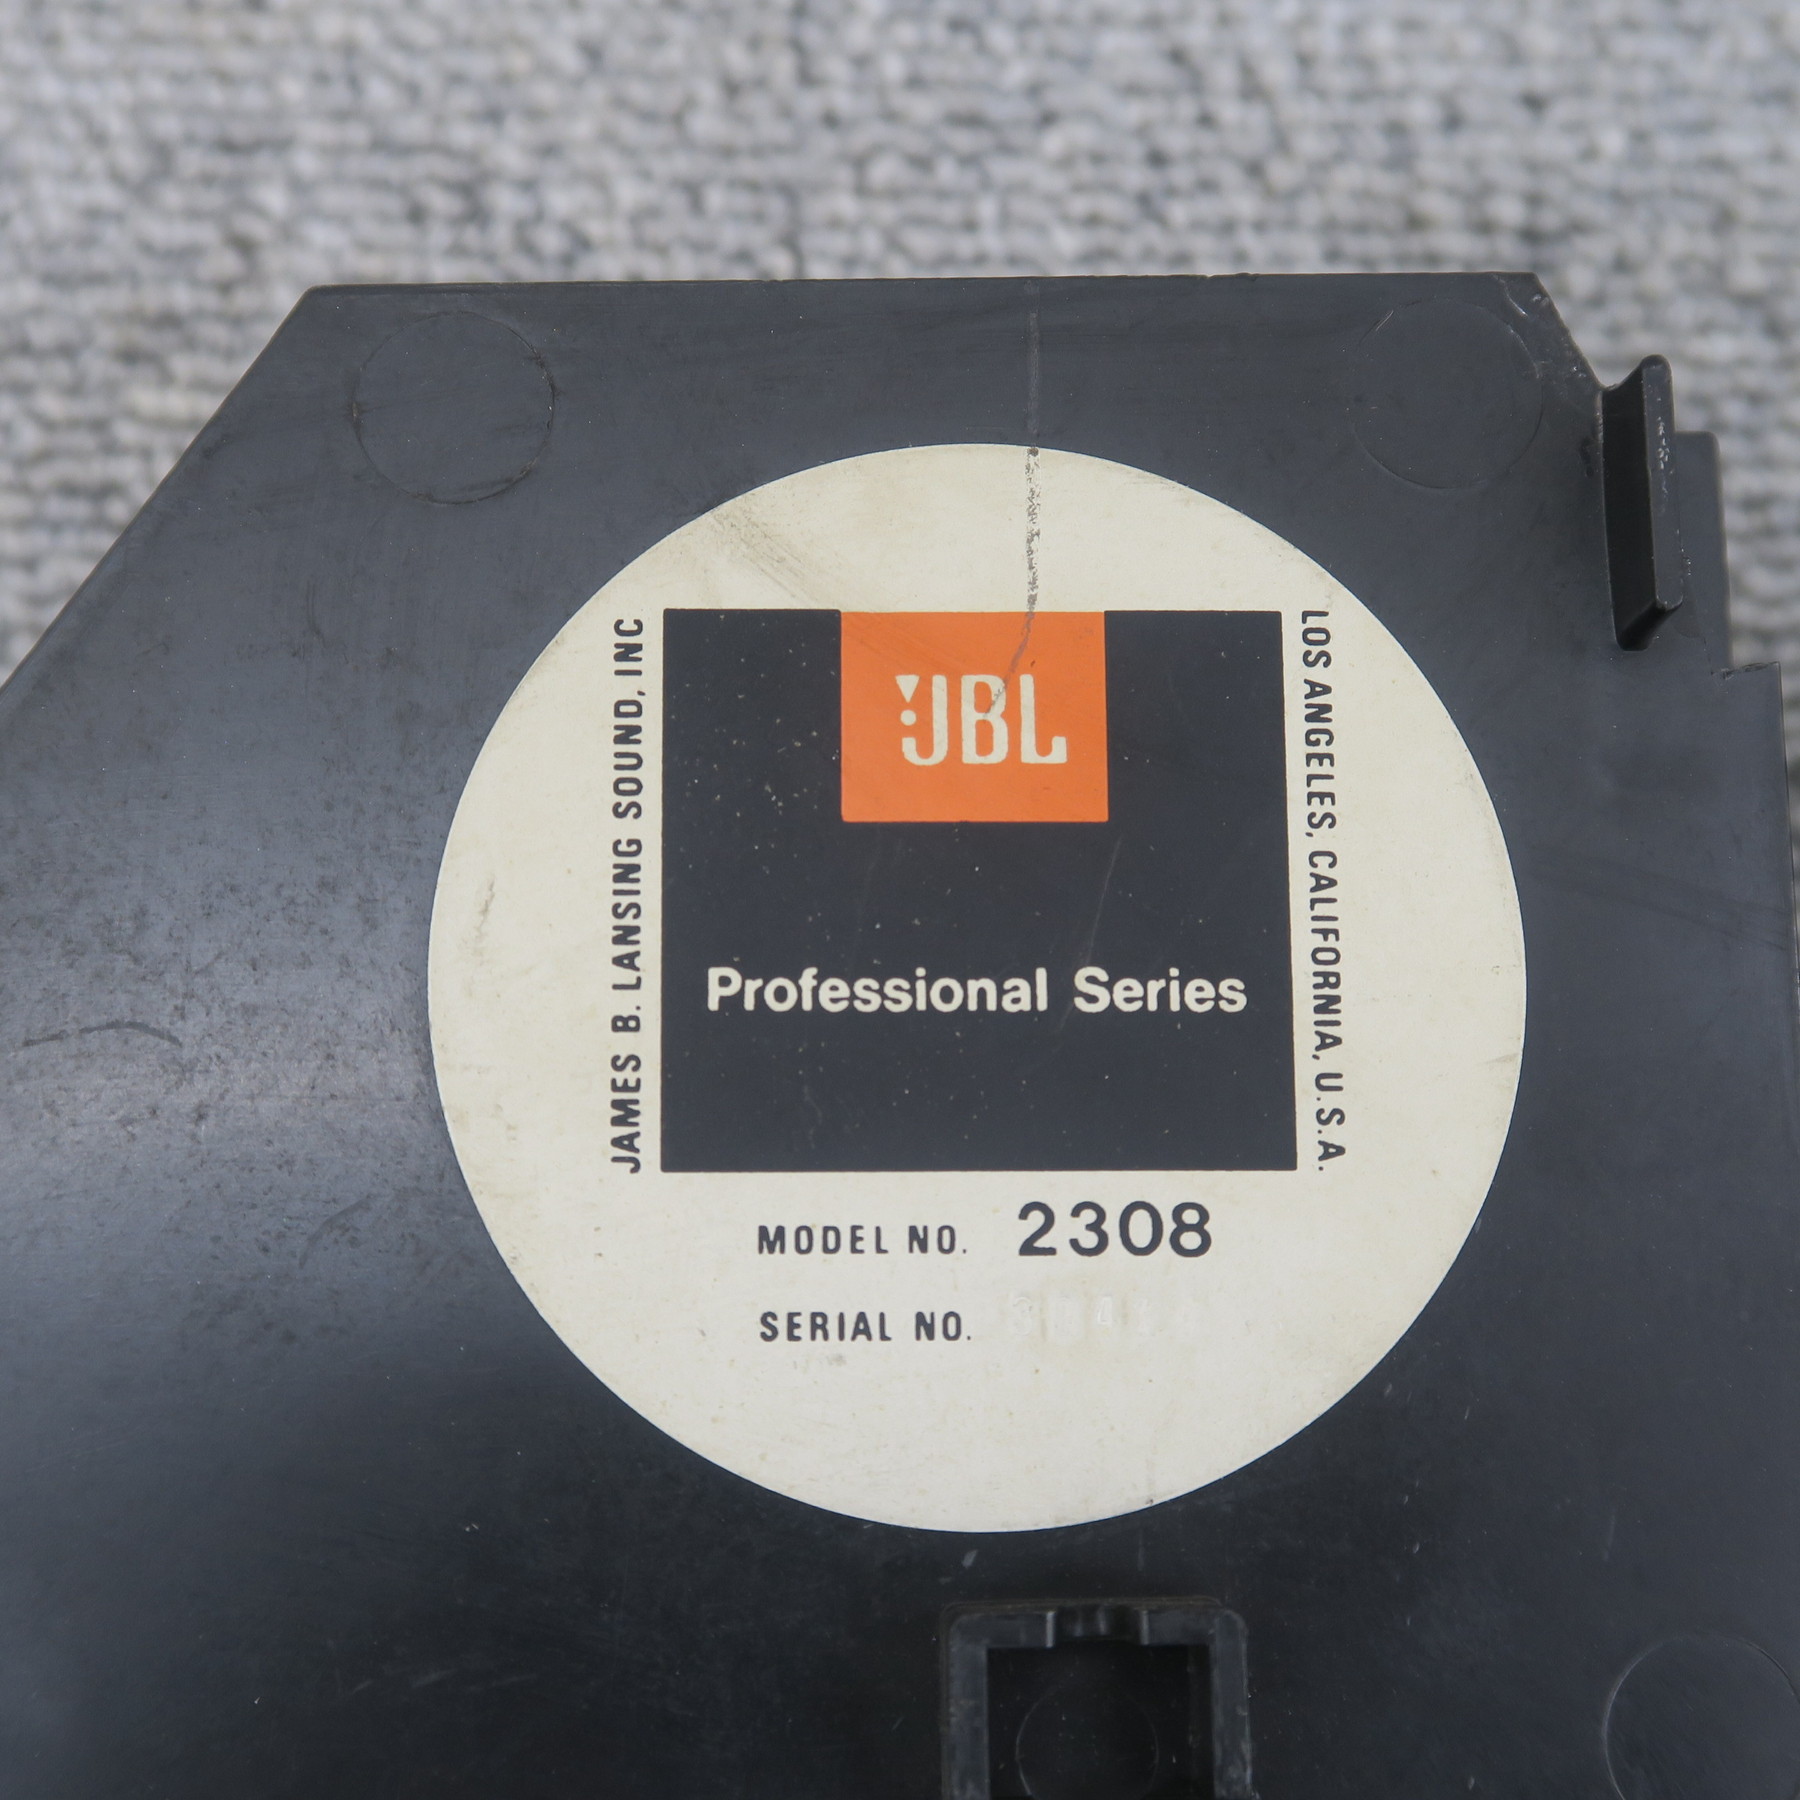 JBL
Professional Series
JAMES B. LANSING SOUND, INC
LOS ANGELES, CALIFORNIA, U.S.A.
MODEL NO. 2308
SERIAL NO.